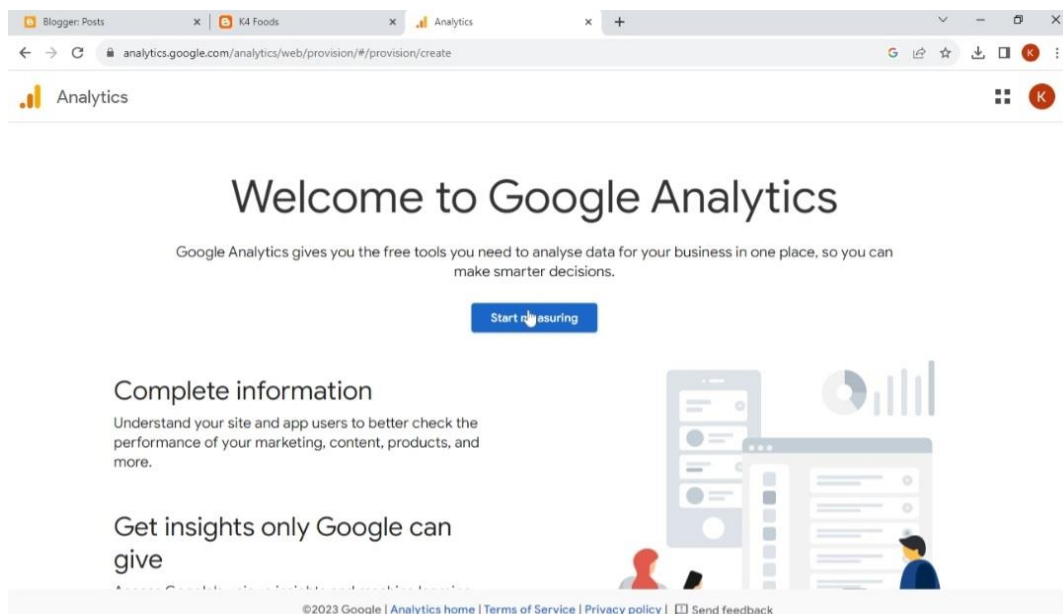 Blogger: Posts
K4 Foods
Analytics
analytics.google.com/analytics/web/provision/#/provision/create
G
K
Analytics
K
Welcome to Google Analytics
Google Analytics gives you the free tools you need to analyse data for your business in one place, so you can
make smarter decisions.
Start measuring
Complete information
Understand your site and app users to better check the
performance of your marketing, content, products, and
more.
Get insights only Google can
give
©2023 Google | Analytics home | Terms of Service | Privacy policy | Send feedback